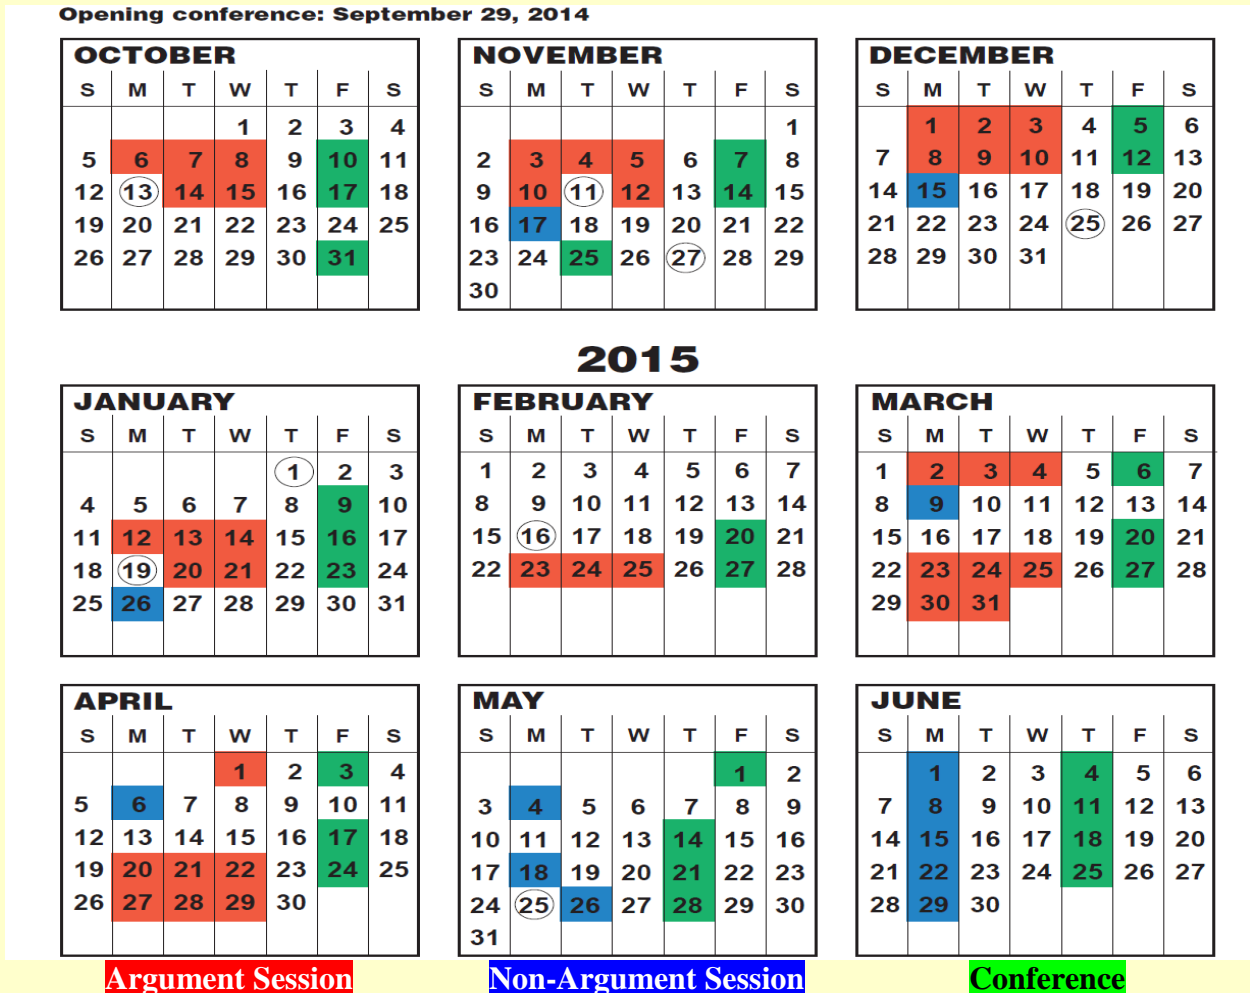 Opening conference: September 29, 2014
OCTOBER NOVEMBER DECEMBER
S M T W T F S S M T W T F S S M T W T F S
1 2 3 4 1 1 2 3 4 5 6
5 6 7 8 9 10 11 2 3 4 5 6 7 8 7 8 9 10 11 12 13
12 13 14 15 16 17 18 9 10 11 12 13 14 15 14 15 16 17 18 19 20
19 20 21 22 23 24 25 16 17 18 19 20 21 22 21 22 23 24 25 26 27
26 27 28 29 30 31 23 24 25 26 27 28 29 28 29 30 31
30
2015
JANUARY FEBRUARY MARCH
S M T W T F S S M T W T F S S M T W T F S
1 2 3 1 2 3 4 5 6 7 1 2 3 4 5 6 7
4 5 6 7 8 9 10 8 9 10 11 12 13 14 8 9 10 11 12 13 14
11 12 13 14 15 16 17 15 16 17 18 19 20 21 15 16 17 18 19 20 21
18 19 20 21 22 23 24 22 23 24 25 26 27 28 22 23 24 25 26 27 28
25 26 27 28 29 30 31 29 30 31
APRIL MAY JUNE
S M T W T F S S M T W T F S S M T W T F S
1 2 3 4 1 2 1 2 3 4 5 6
5 6 7 8 9 10 11 3 4 5 6 7 8 9 7 8 9 10 11 12 13
12 13 14 15 16 17 18 10 11 12 13 14 15 16 14 15 16 17 18 19 20
19 20 21 22 23 24 25 17 18 19 20 21 22 23 21 22 23 24 25 26 27
26 27 28 29 30 24 25 26 27 28 29 30 28 29 30
31
Argument Session Non-Argument Session Conference